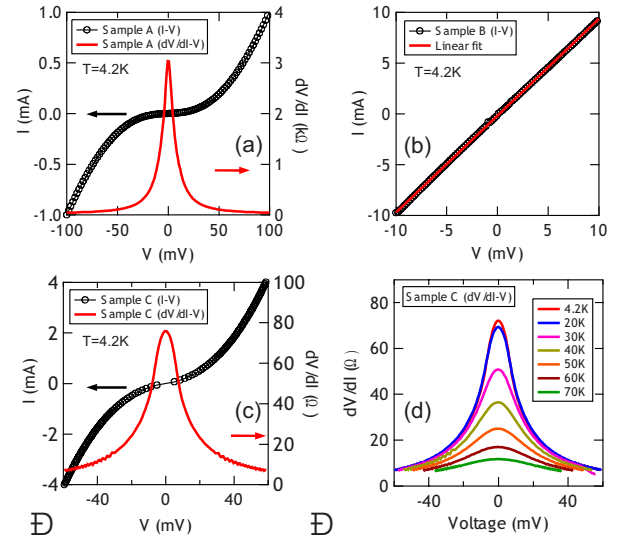 Sample A (I-V)
Sample A (dV/dI-V)
T=4.2K
(a)
I (mA)
1.0
0.5
0.0
-0.5
-1.0
-100
-50
0
50
100
V (mV)
4
3
2
1
0
dV/dI (kΩ)
Sample B (I-V)
Linear fit
T=4.2K
(b)
I (mA)
10
5
0
-5
-10
-10
-5
0
5
10
V (mV)
Sample C (I-V)
Sample C (dV/dI-V)
T=4.2K
(c)
I (mA)
4
2
0
-2
-4
-40
0
40
V (mV)
100
80
60
40
20
0
dV/dI (Ω)
Sample C (dV/dI-V)
4.2K
20K
30K
40K
50K
60K
70K
(d)
dV/dI (Ω)
80
60
40
20
0
-60
-40
-20
0
20
40
60
Voltage (mV)
Đ
Đ